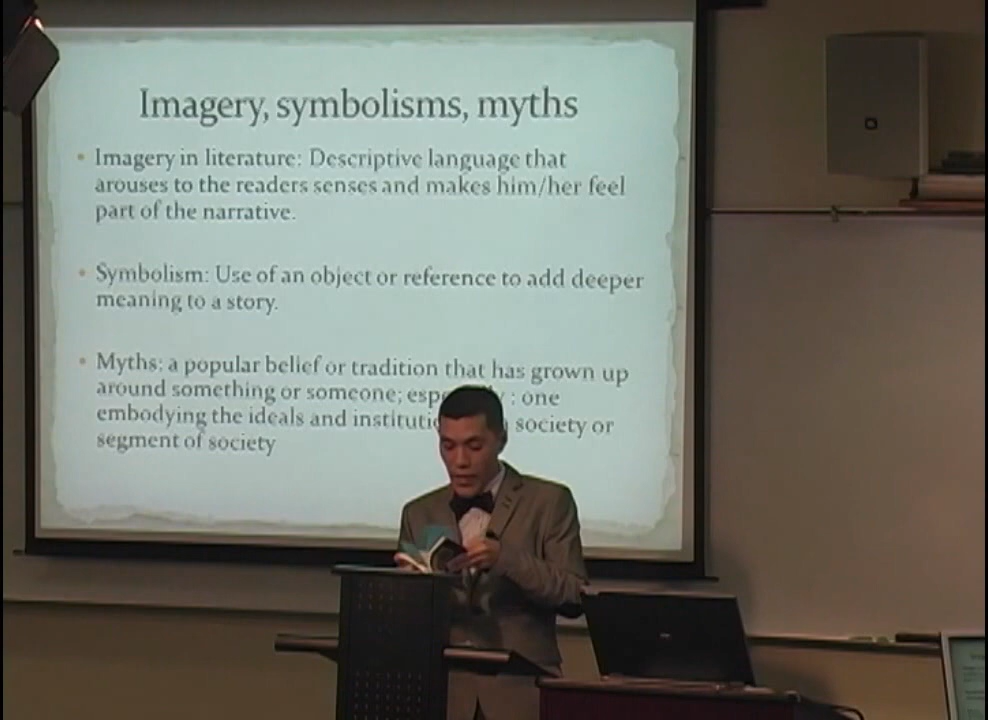 Imagery, symbolisms, myths
• Imagery in literature: Descriptive language that
arouses to the readers senses and makes him/her feel
part of the narrative.
• Symbolism: Use of an object or reference to add deeper
meaning to a story.
• Myths: a popular belief or tradition that has grown up
around something or someone; : one
embodying the ideals and society or
segment of society